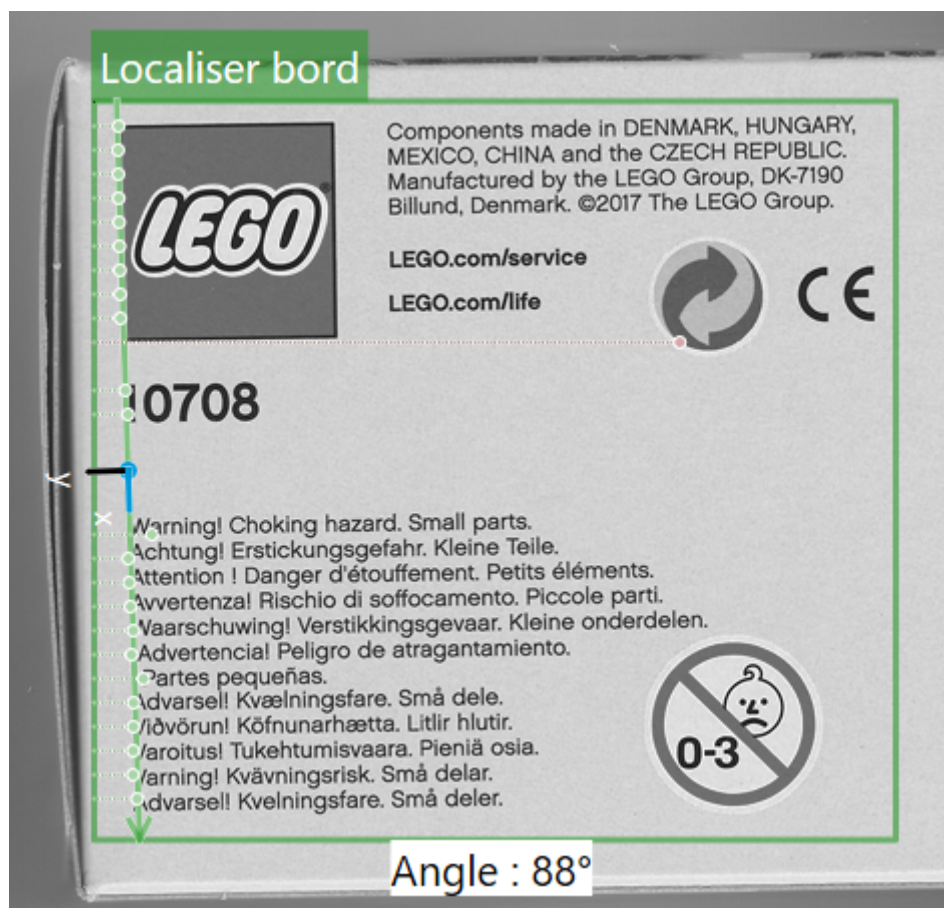 Localiser bord
LEGO
®
Components made in DENMARK, HUNGARY,
MEXICO, CHINA and the CZECH REPUBLIC.
Manufactured by the LEGO Group, DK-7190
Billund, Denmark. ©2017 The LEGO Group.
LEGO.com/service
LEGO.com/life
CE
10708
y
x
Warning! Choking hazard. Small parts.
Achtung! Erstickungsgefahr. Kleine Teile.
Attention ! Danger d'étouffement. Petits éléments.
Avvertenza! Rischio di soffocamento. Piccole parti.
Waarschuwing! Verstikkingsgevaar. Kleine onderdelen.
Advertencia! Peligro de atragantamiento.
Partes pequeñas.
Advarsel! Kvælningsfare. Små dele.
Viðvörun! Köfnunarhætta. Litlir hlutir.
Varoitus! Tukehtumisvaara. Pieniä osia.
Varning! Kvävningsrisk. Små delar.
Advarsel! Kvelningsfare. Små deler.
0-3
Angle : 88°